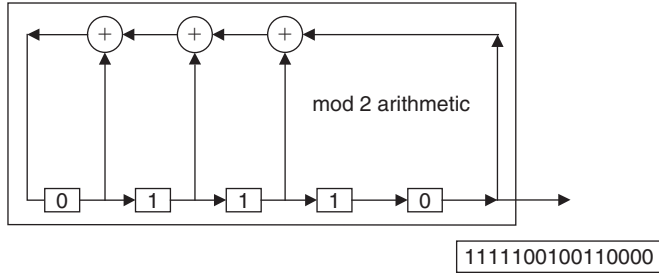 + + +
mod 2 arithmetic
0 1 1 1 0
1111100100110000